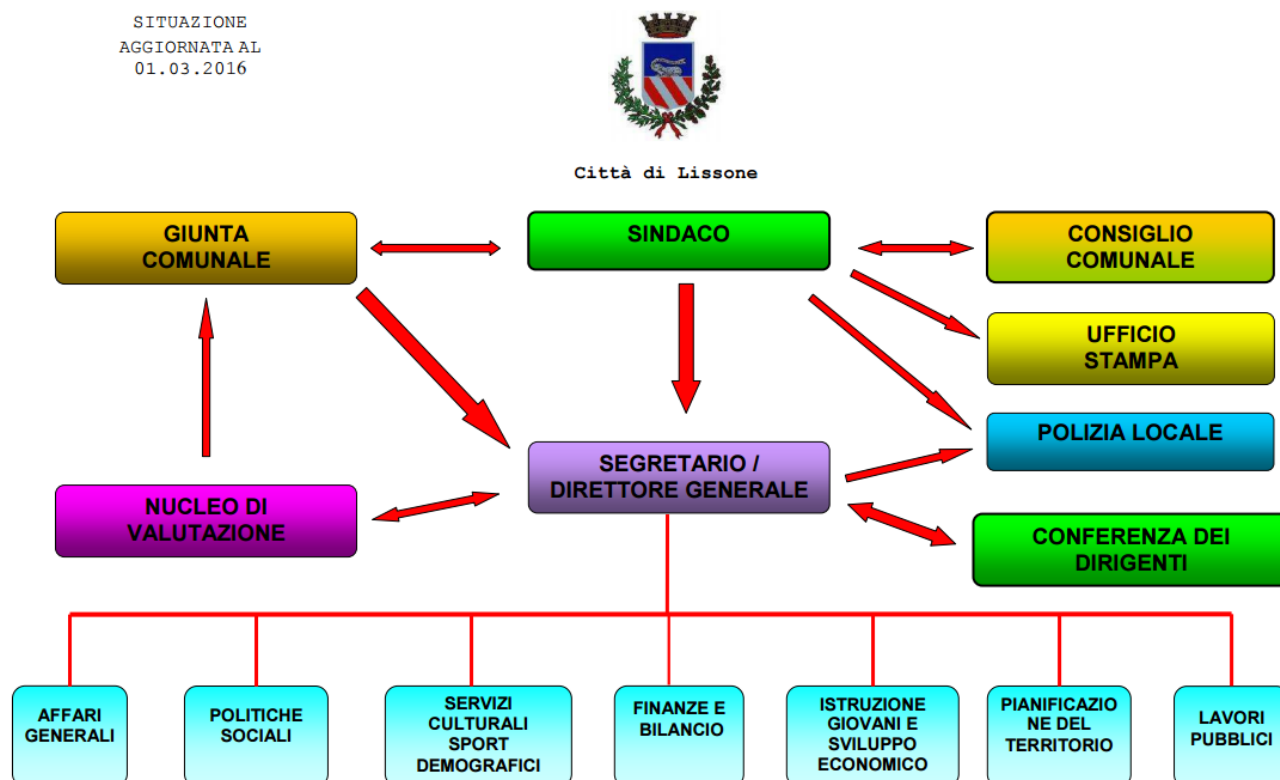 SITUAZIONE
AGGIORNATA AL
01.03.2016
Città di Lissone
GIUNTA
COMUNALE
SINDACO
CONSIGLIO
COMUNALE
UFFICIO
STAMPA
POLIZIA LOCALE
SEGRETARIO /
DIRETTORE GENERALE
NUCLEO DI
VALUTAZIONE
CONFERENZA DEI
DIRIGENTI
AFFARI
GENERALI
POLITICHE
SOCIALI
SERVIZI
CULTURALI
SPORT
DEMOGRAFICI
FINANZE E
BILANCIO
ISTRUZIONE
GIOVANI E
SVILUPPO
ECONOMICO
PIANIFICAZIO
NE DEL
TERRITORIO
LAVORI
PUBBLICI